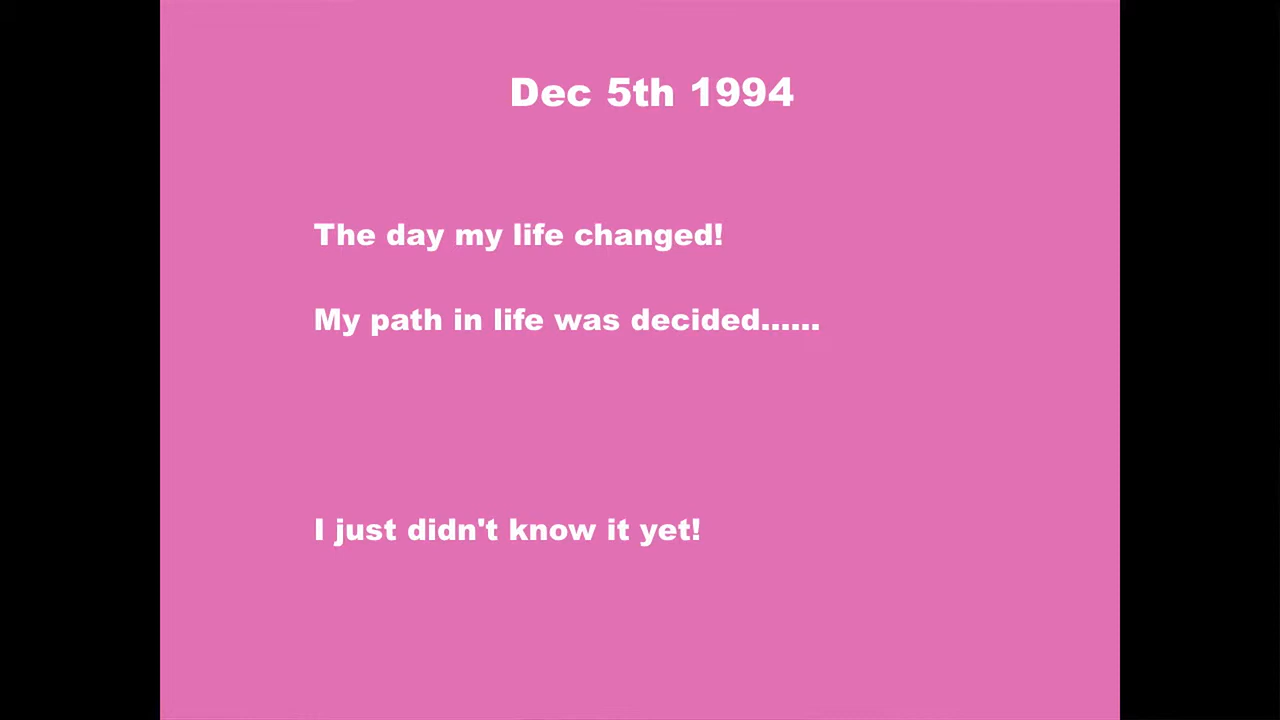 Dec 5th 1994
The day my life changed!
My path in life was decided......
I just didn't know it yet!